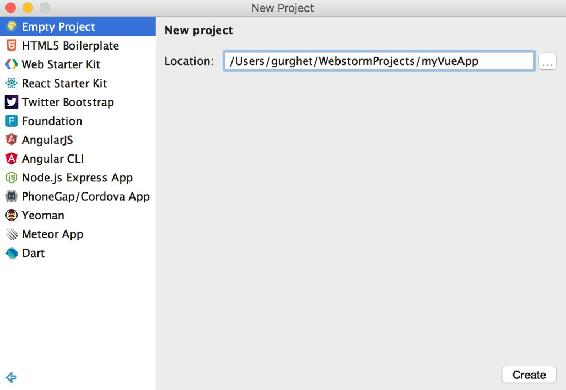 New Project
Empty Project
HTML5 Boilerplate
Web Starter Kit
React Starter Kit
Twitter Bootstrap
Foundation
AngularJS
Angular CLI
Node.js Express App
PhoneGap/Cordova App
Yeoman
Meteor App
Dart
New project
Location: /Users/gurghet/WebstormProjects/myVueApp ...
Create